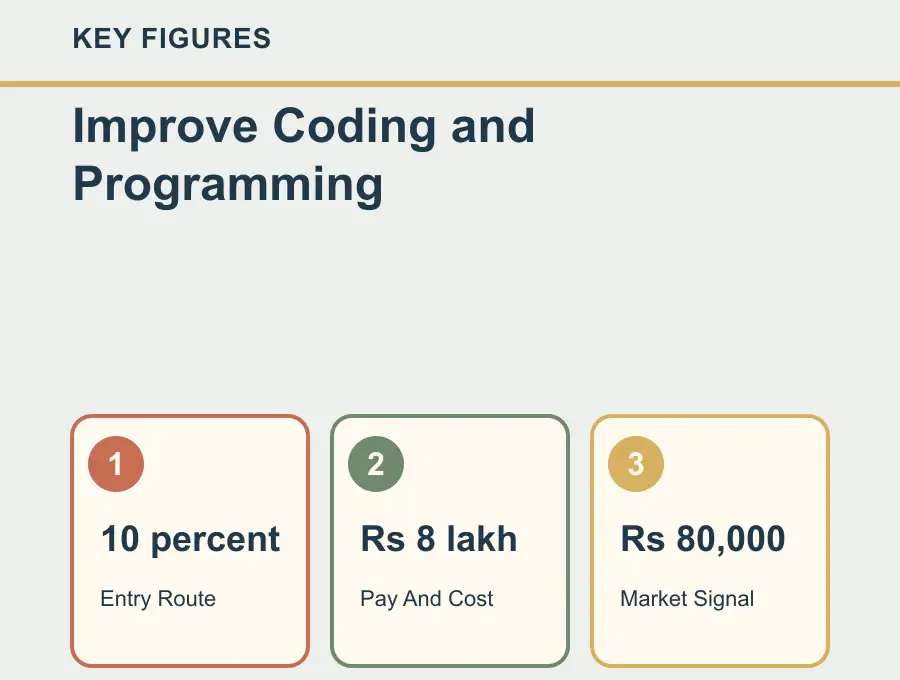 KEY FIGURES
Improve Coding and
Programming
1
10 percent
Entry Route
2
Rs 8 lakh
Pay And Cost
3
Rs 80,000
Market Signal